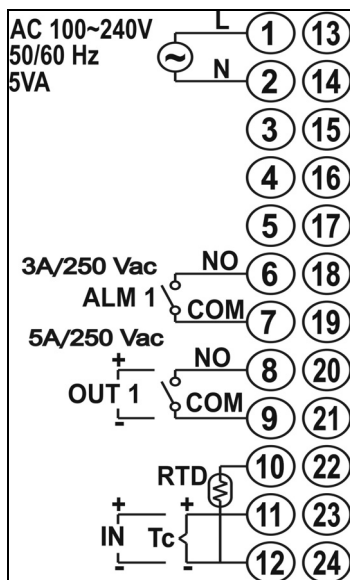 AC 100~240V
50/60 Hz
5VA
L
N
~
1 13
2 14
3 15
4 16
5 17
3A/250 Vac
ALM 1
NO
COM
6 18
7 19
5A/250 Vac
+
OUT 1
-
NO
COM
8 20
9 21
RTD
10 22
+ +
IN Tc
- -
11 23
12 24